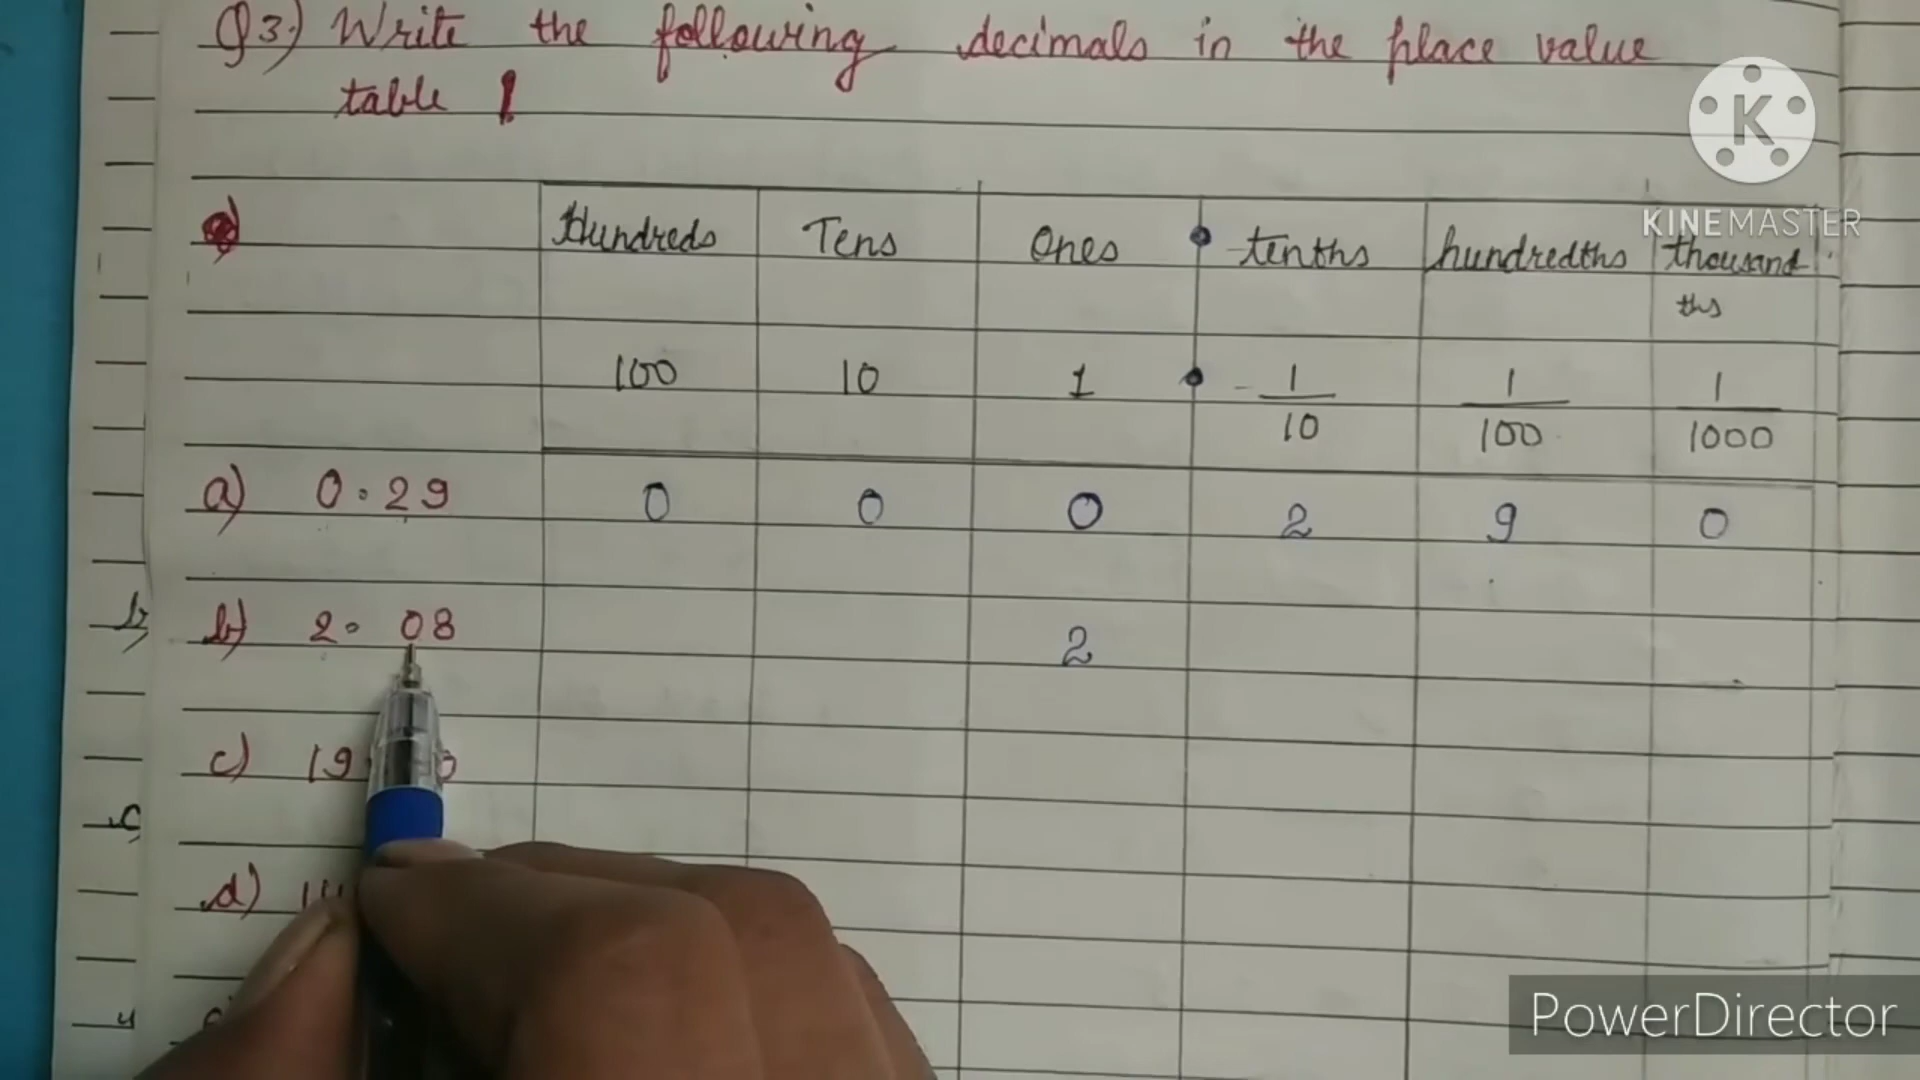 Q3.) Write the following decimals in the place value
table !
K
KINEMASTER
Hundreds Tens Ones • tenths hundredths thousand
ths
100 10 1 • 1/10 1/100 1/1000
a) 0.29 0 0 0 2 9 0
b) 2.08 2
c) 19
d)
PowerDirector